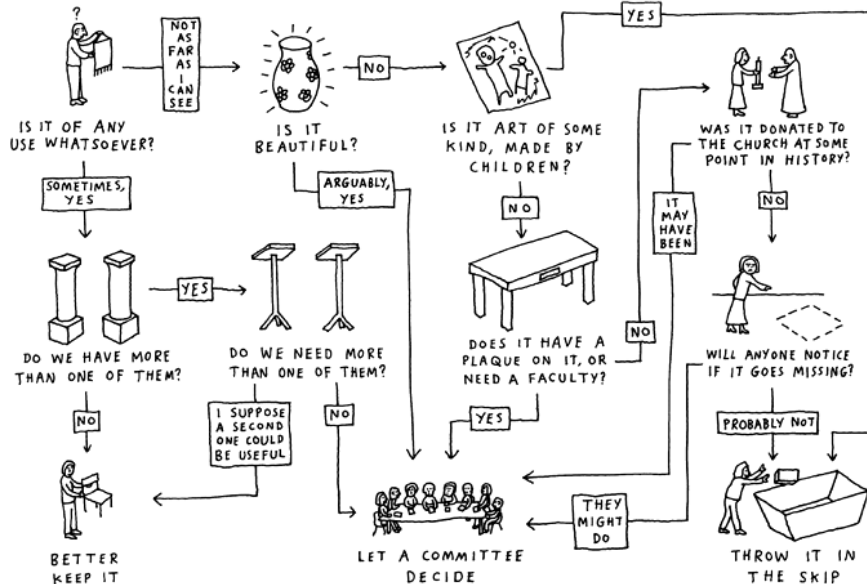 ?
NOT
AS
FAR
AS
I
CAN
SEE
IS IT OF ANY
USE WHATSOEVER?
NO
IS IT
BEAUTIFUL?
YES
IS IT ART OF SOME
KIND, MADE BY
CHILDREN?
WAS IT DONATED TO
THE CHURCH AT SOME
POINT IN HISTORY?
SOMETIMES,
YES
ARGUABLY,
YES
NO
IT
MAY
HAVE
BEEN
NO
DO WE HAVE MORE
THAN ONE OF THEM?
YES
DO WE NEED MORE
THAN ONE OF THEM?
DOES IT HAVE A
PLAQUE ON IT, OR
NEED A FACULTY?
NO
WILL ANYONE NOTICE
IF IT GOES MISSING?
NO
I SUPPOSE
A SECOND
ONE COULD
BE USEFUL
NO
YES
PROBABLY NOT
BETTER
KEEP IT
LET A COMMITTEE
DECIDE
THEY
MIGHT
DO
THROW IT IN
THE SKIP